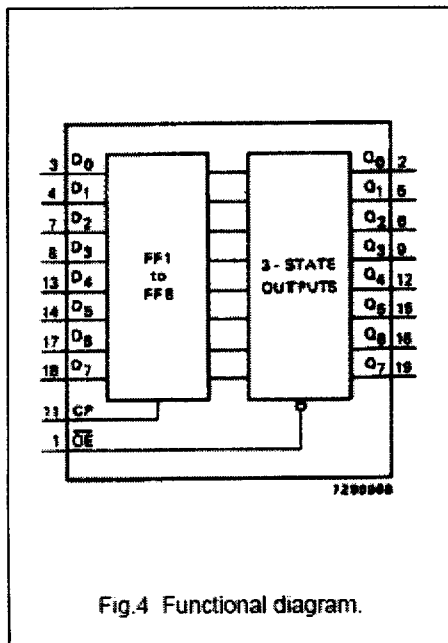 3 D0 Q0 2
4 D1 Q1 5
7 D2 Q2 6
8 D3 Q3 9
FF1
to
FF8
3 - STATE
OUTPUTS
13 D4 Q4 12
14 D5 Q5 15
17 D6 Q6 16
18 D7 Q7 19
11 CP
1 O̅E̅
Fig.4 Functional diagram.